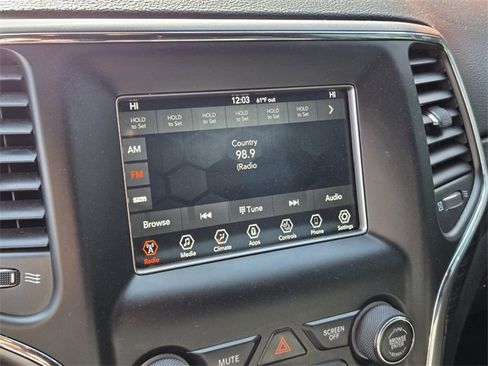 HI 12:03 61°F out HI
HOLD to Set HOLD to Set HOLD to Set HOLD to Set HOLD to Set HOLD to Set
AM
Country
98.9
(Radio
FM
Browse Tune Audio
Radio Media Climate Apps Controls Phone Settings
MUTE
SCREEN OFF
BROWSE
ENTER